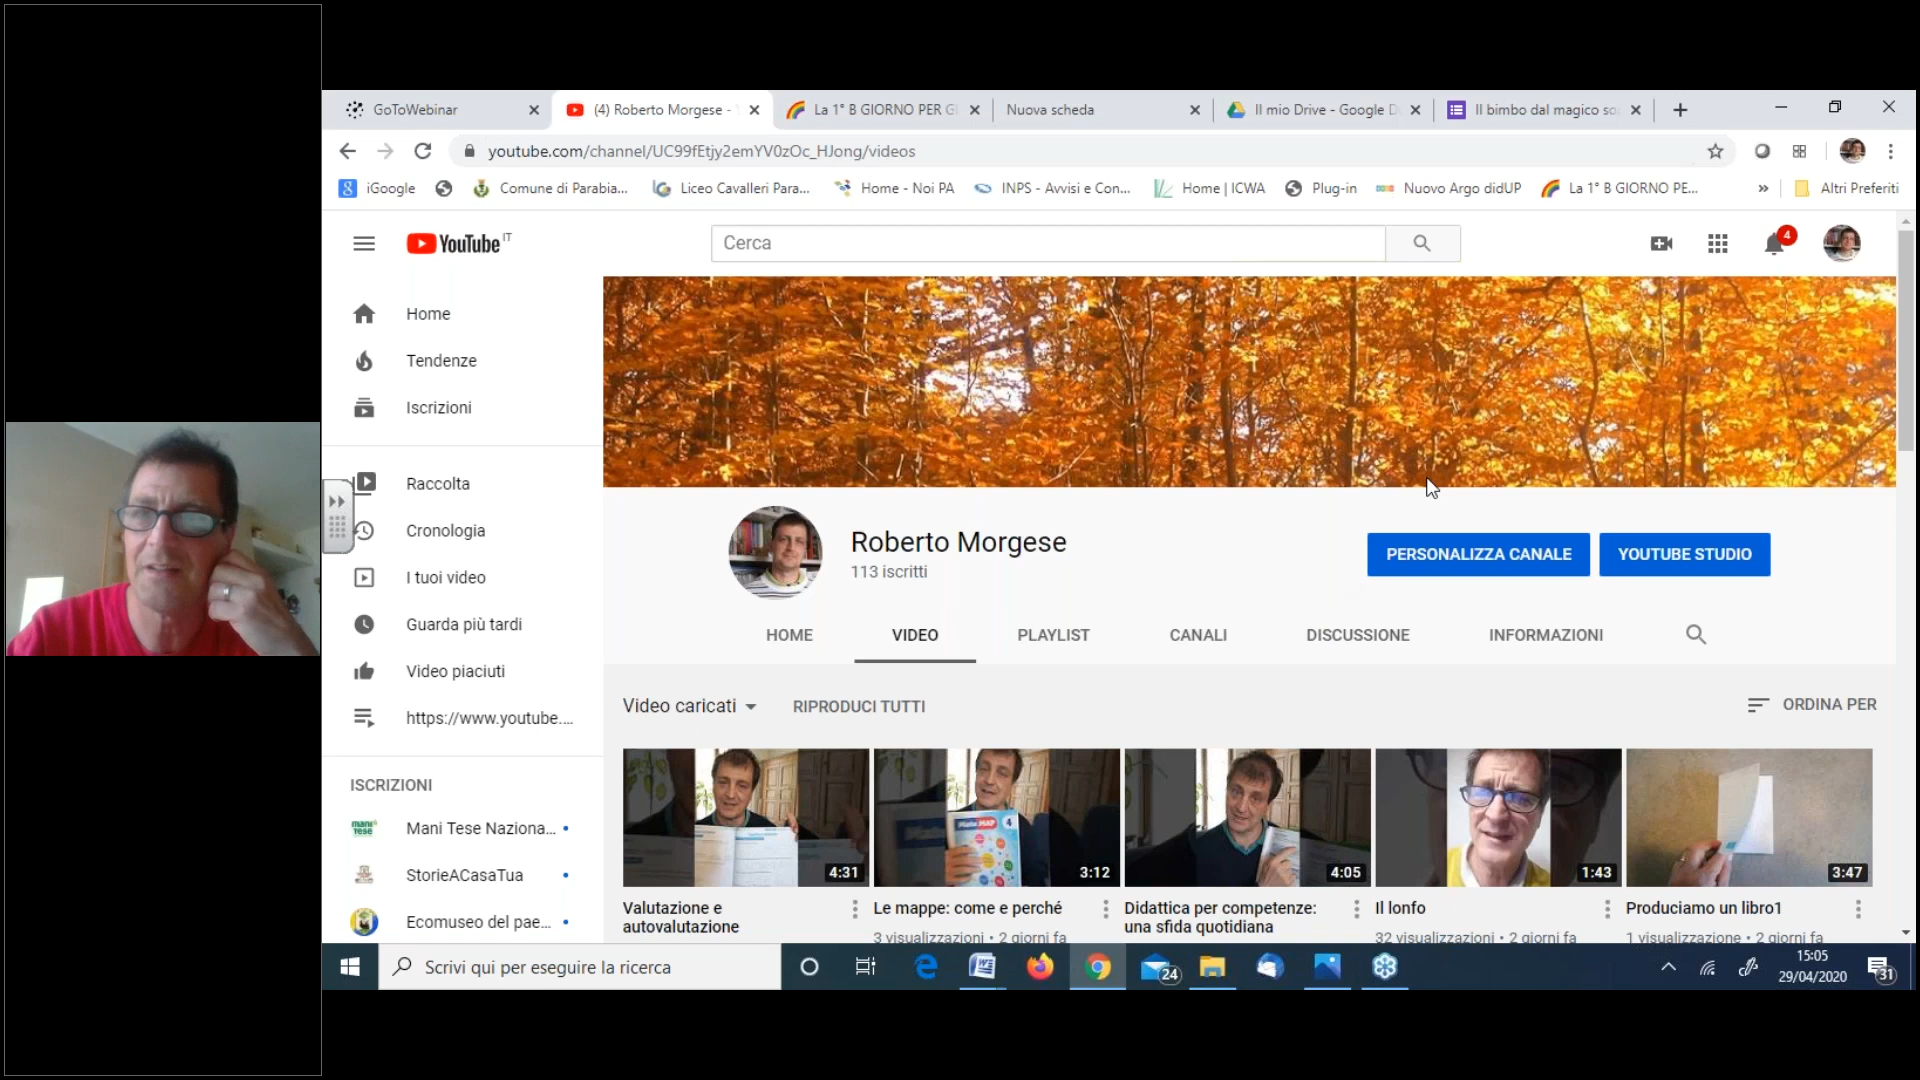 GoToWebinar
(4) Roberto Morgese -
La 1° B GIORNO PER G
Nuova scheda
Il mio Drive - Google D
Il bimbo dal magico so
youtube.com/channel/UC99fEtjy2emYV0zOc_HJong/videos
iGoogle
Comune di Parabia...
Liceo Cavalleri Para...
Home - Noi PA
INPS - Avvisi e Con...
Home | ICWA
Plug-in
Nuovo Argo didUP
La 1° B GIORNO PE...
»
Altri Preferiti
YouTube IT
Cerca
4
Home
Tendenze
Iscrizioni
Raccolta
Cronologia
I tuoi video
Guarda più tardi
Video piaciuti
https://www.youtube....
ISCRIZIONI
Mani Tese Naziona...
StorieACasaTua
Ecomuseo del pae...
Roberto Morgese
113 iscritti
PERSONALIZZA CANALE
YOUTUBE STUDIO
HOME
VIDEO
PLAYLIST
CANALI
DISCUSSIONE
INFORMAZIONI
Video caricati
RIPRODUCI TUTTI
ORDINA PER
4:31
3:12
4:05
1:43
3:47
Valutazione e
autovalutazione
Le mappe: come e perché
3 visualizzazioni • 2 giorni fa
Didattica per competenze:
una sfida quotidiana
Il lonfo
32 visualizzazioni • 2 giorni fa
Produciamo un libro1
1 visualizzazione • 2 giorni fa
Scrivi qui per eseguire la ricerca
24
15:05
29/04/2020
31